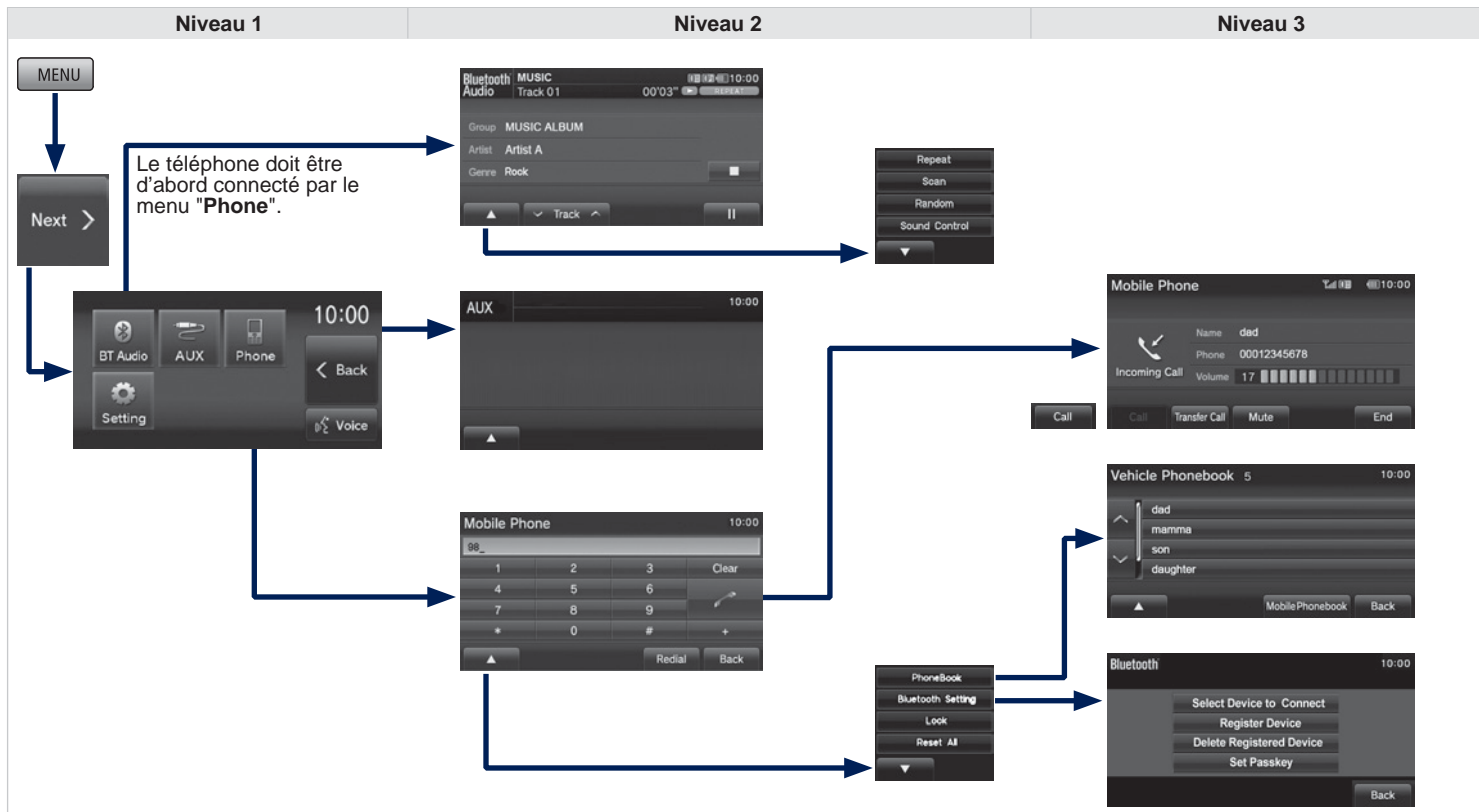 Niveau 1
Niveau 2
Niveau 3
MENU
Next >
Le téléphone doit être
d'abord connecté par le
menu "Phone".
10:00
BT Audio
AUX
Phone
< Back
Setting
Voice
Bluetooth
Audio
MUSIC
10:00
Track 01
00'03"
REPEAT
Group MUSIC ALBUM
Artist Artist A
Genre Rock
Track
Repeat
Scan
Random
Sound Control
AUX
10:00
Mobile Phone
10:00
98_
1 2 3 Clear
4 5 6
7 8 9
* 0 # +
Redial Back
PhoneBook
Bluetooth Setting
Lock
Reset All
Call
Mobile Phone
10:00
Name dad
Phone 00012345678
Incoming Call
Volume 17
Call Transfer Call Mute End
Vehicle Phonebook 5
10:00
dad
mamma
son
daughter
Mobile Phonebook Back
Bluetooth
10:00
Select Device to Connect
Register Device
Delete Registered Device
Set Passkey
Back